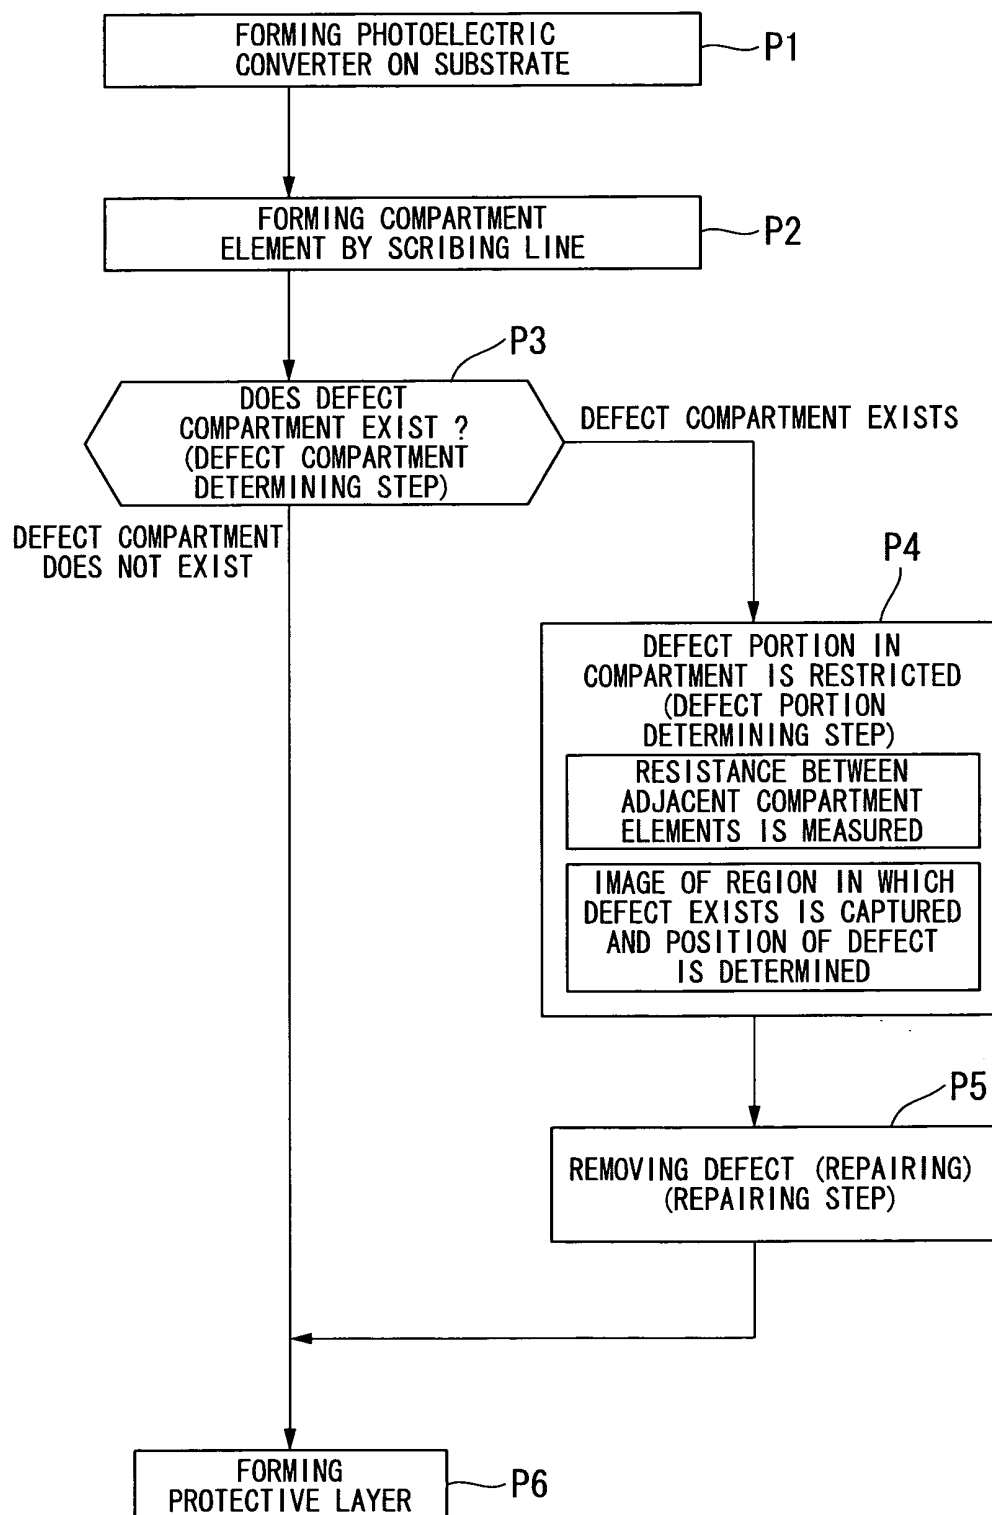 FORMING PHOTOELECTRIC
CONVERTER ON SUBSTRATE
P1
FORMING COMPARTMENT
ELEMENT BY SCRIBING LINE
P2
P3
DOES DEFECT
COMPARTMENT EXIST ?
(DEFECT COMPARTMENT
DETERMINING STEP)
DEFECT COMPARTMENT EXISTS
DEFECT COMPARTMENT
DOES NOT EXIST
P4
DEFECT PORTION IN
COMPARTMENT IS RESTRICTED
(DEFECT PORTION
DETERMINING STEP)
RESISTANCE BETWEEN
ADJACENT COMPARTMENT
ELEMENTS IS MEASURED
IMAGE OF REGION IN WHICH
DEFECT EXISTS IS CAPTURED
AND POSITION OF DEFECT
IS DETERMINED
P5
REMOVING DEFECT (REPAIRING)
(REPAIRING STEP)
FORMING
PROTECTIVE LAYER
P6